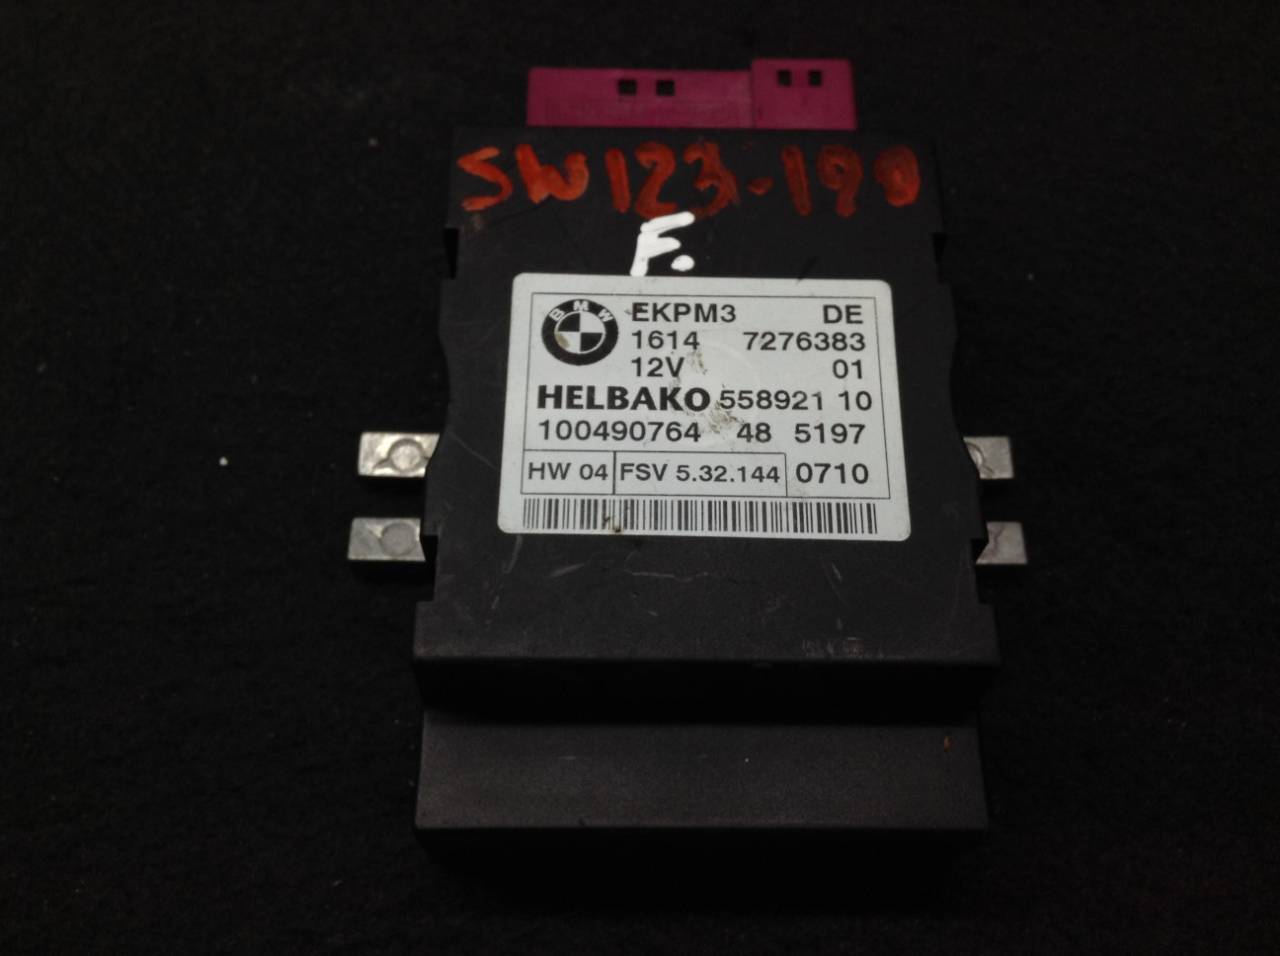 SW123-190
F.
BMW
EKPM3 DE
1614 7276383
12V 01
HELBAKO 558921 10
100490764 48 5197
HW 04 FSV 5.32.144 0710